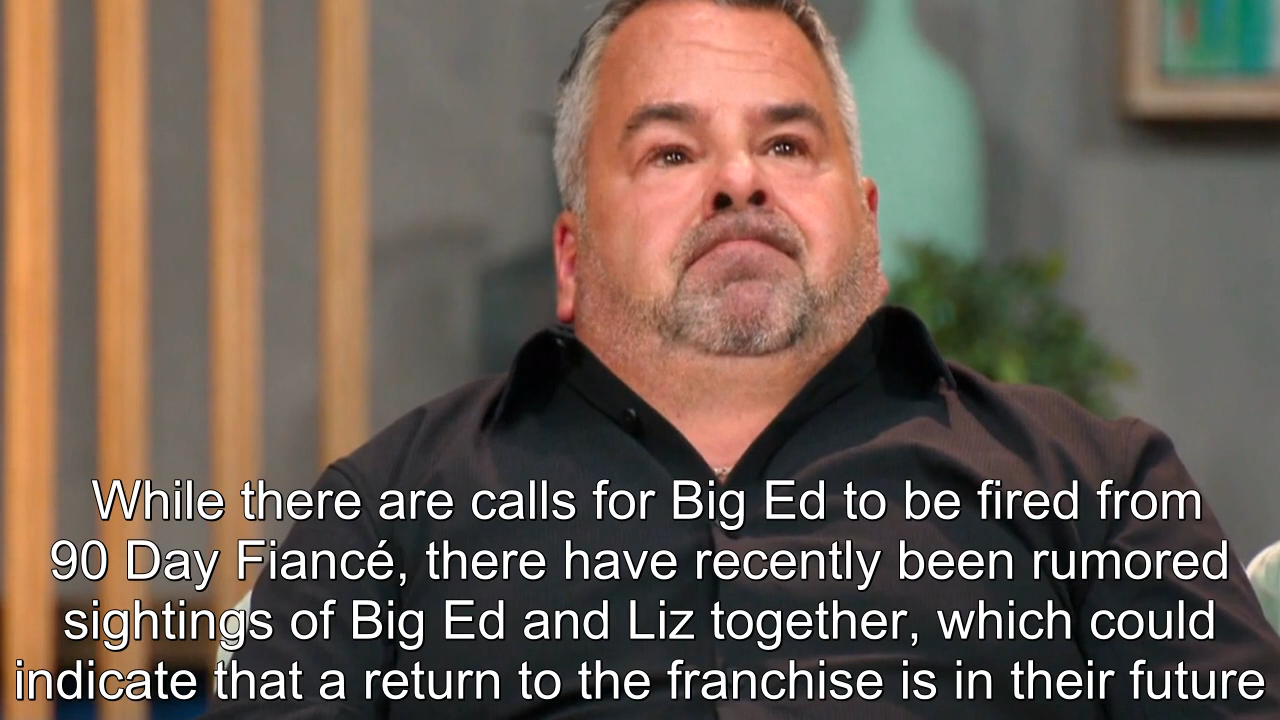 While there are calls for Big Ed to be fired from
90 Day Fiancé, there have recently been rumored
sightings of Big Ed and Liz together, which could
indicate that a return to the franchise is in their future